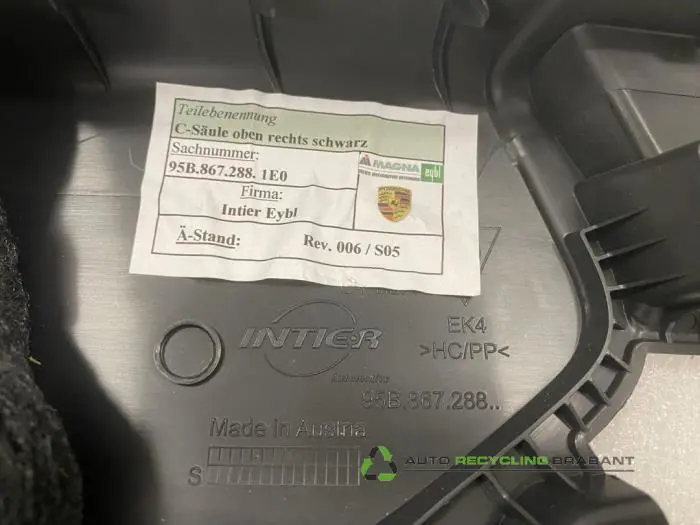 Teilebenennung
C-Säule oben rechts schwarz
Sachnummer:
95B.867.288. 1E0
MAGNA eybl
Firma:
Intier Eybl
Ä-Stand: Rev. 006 / S05
INTIER
EK4
>HC/PP<
95B.867.288..
Made in Austria
S
AUTO RECYCLING BRABANT